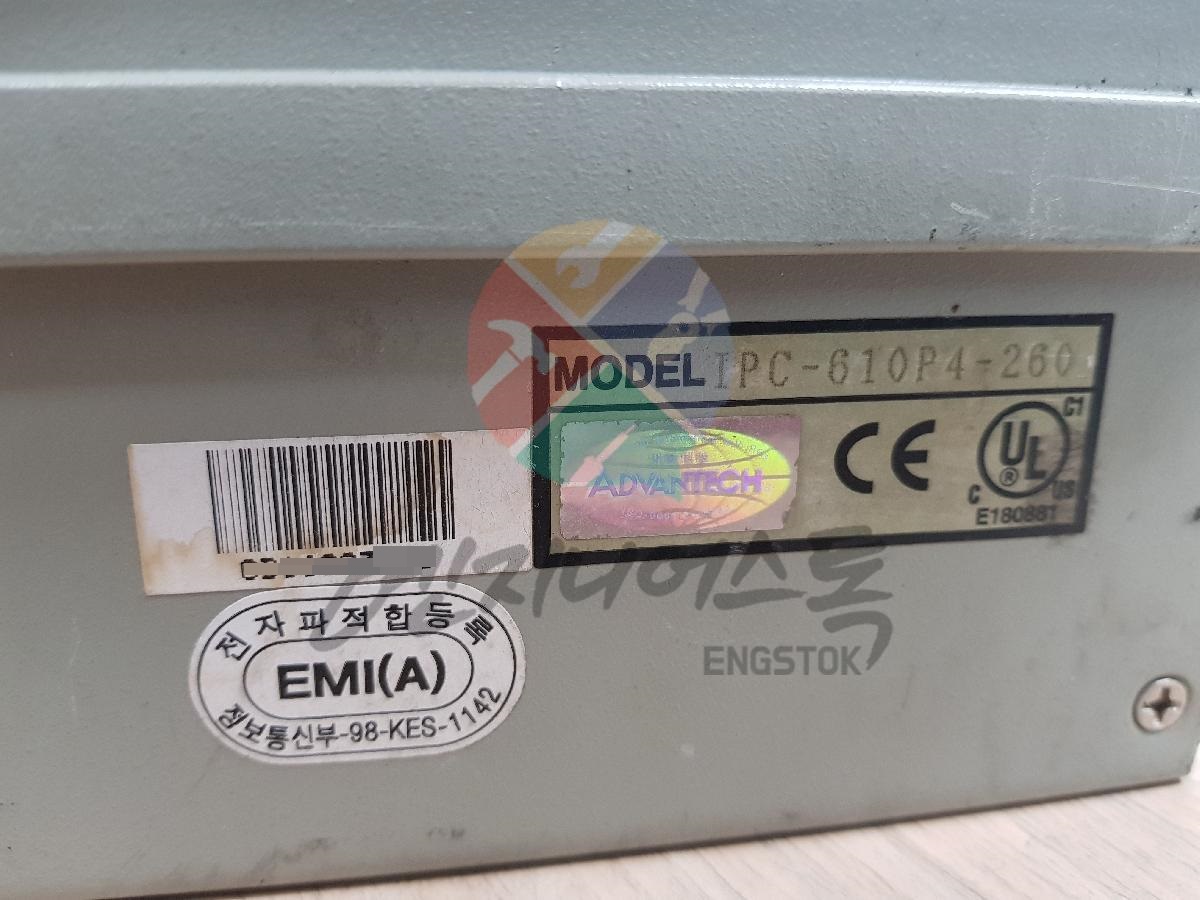 MODEL IPC-610P4-260
ADVANTECH
CE
UL
®
C1
C
US
E180881
전자파적합등록
EMI(A)
정보통신부-98-KES-1142
엔지니어스톡
ENGSTOK